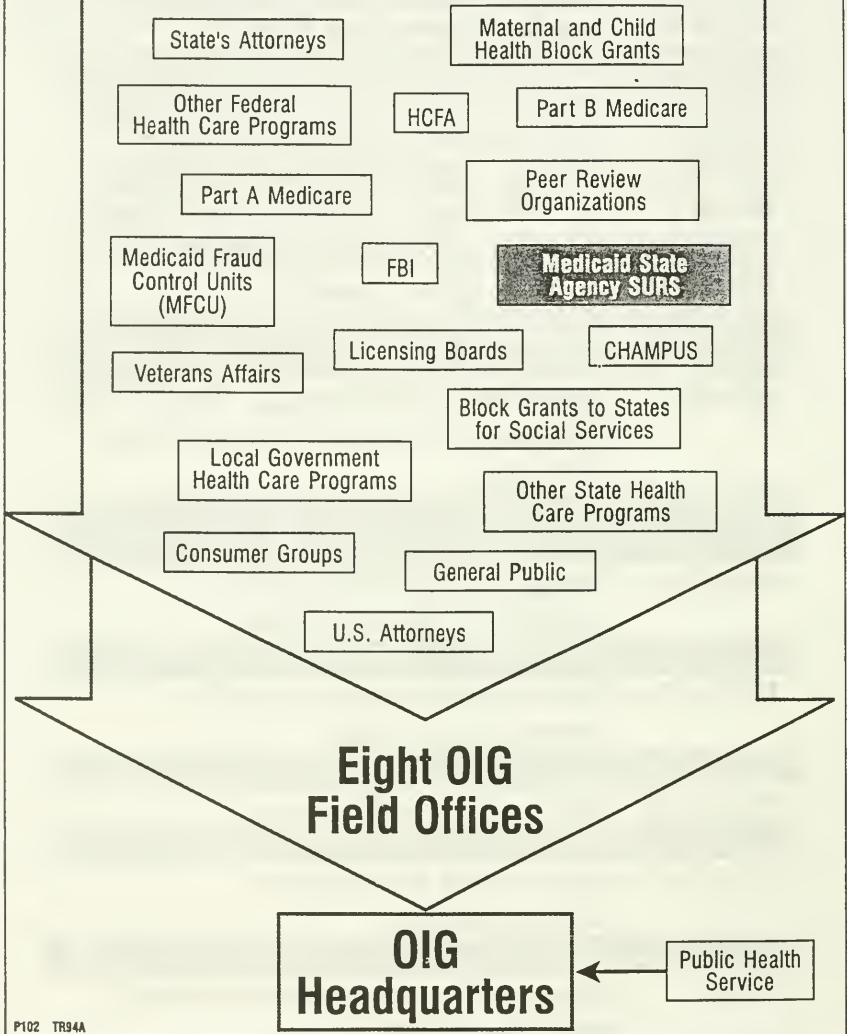 State's Attorneys
Maternal and Child
Health Block Grants
Other Federal
Health Care Programs
HCFA
Part B Medicare
Part A Medicare
Peer Review
Organizations
Medicaid Fraud
Control Units
(MFCU)
FBI
Medicaid State
Agency SURS
Licensing Boards
CHAMPUS
Veterans Affairs
Block Grants to States
for Social Services
Local Government
Health Care Programs
Other State Health
Care Programs
Consumer Groups
General Public
U.S. Attorneys
Eight OIG
Field Offices
OIG
Headquarters
Public Health
Service
P102 TR94A